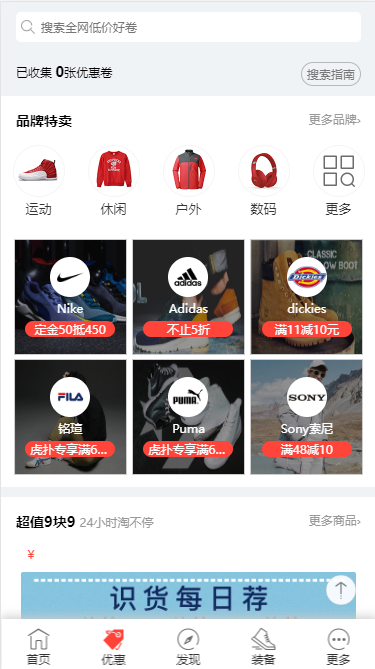 搜索全网低价好卷
已收集 0张优惠卷
搜索指南
品牌特卖
更多品牌›
运动
休闲
户外
数码
更多
Nike
定金50抵450
adidas
Adidas
不止5折
CLASSIC
LOW BOOT
Dickies
dickies
满11减10元
FILA
铭瑄
虎扑专享满6...
PUMA
Puma
虎扑专享满6...
SONY
Sony索尼
满48减10
超值9块9 24小时淘不停
更多商品›
¥
识货每日荐
首页
优惠
发现
装备
更多